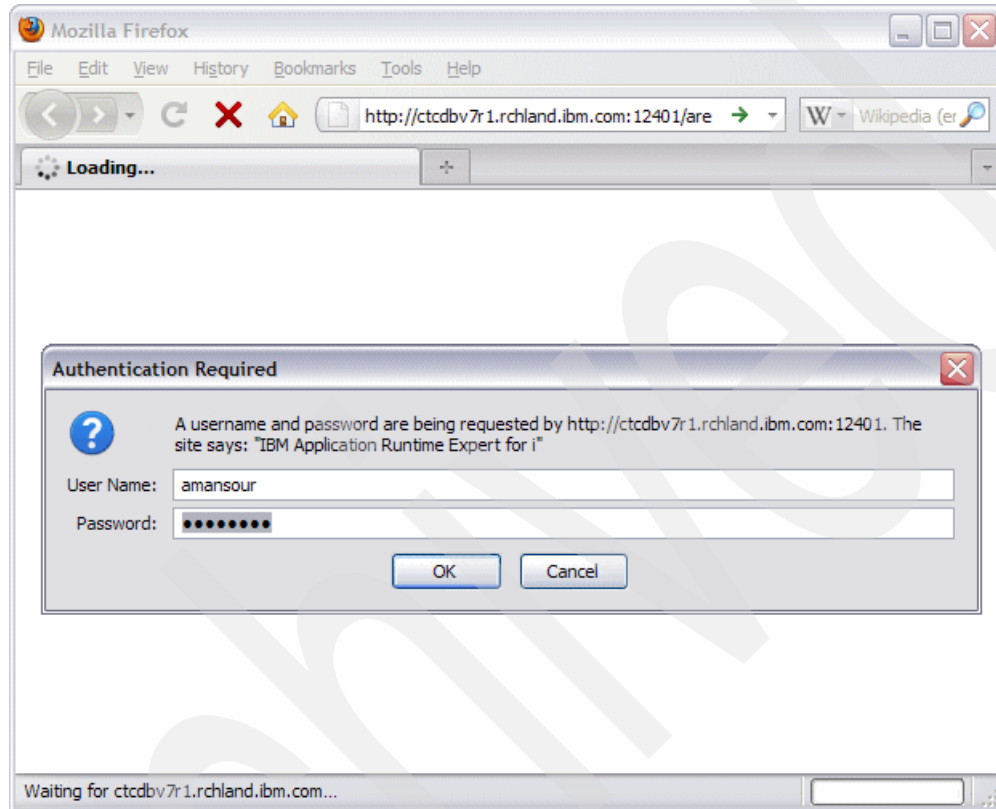 Mozilla Firefox
File Edit View History Bookmarks Tools Help
http://ctcdbv7r1.rchland.ibm.com:12401/are W Wikipedia (er
Loading...
Authentication Required
A username and password are being requested by http://ctcdbv7r1.rchland.ibm.com:12401. The
site says: "IBM Application Runtime Expert for i"
User Name: amansour
Password: ●●●●●●●●
OK Cancel
Waiting for ctcdbv7r1.rchland.ibm.com...